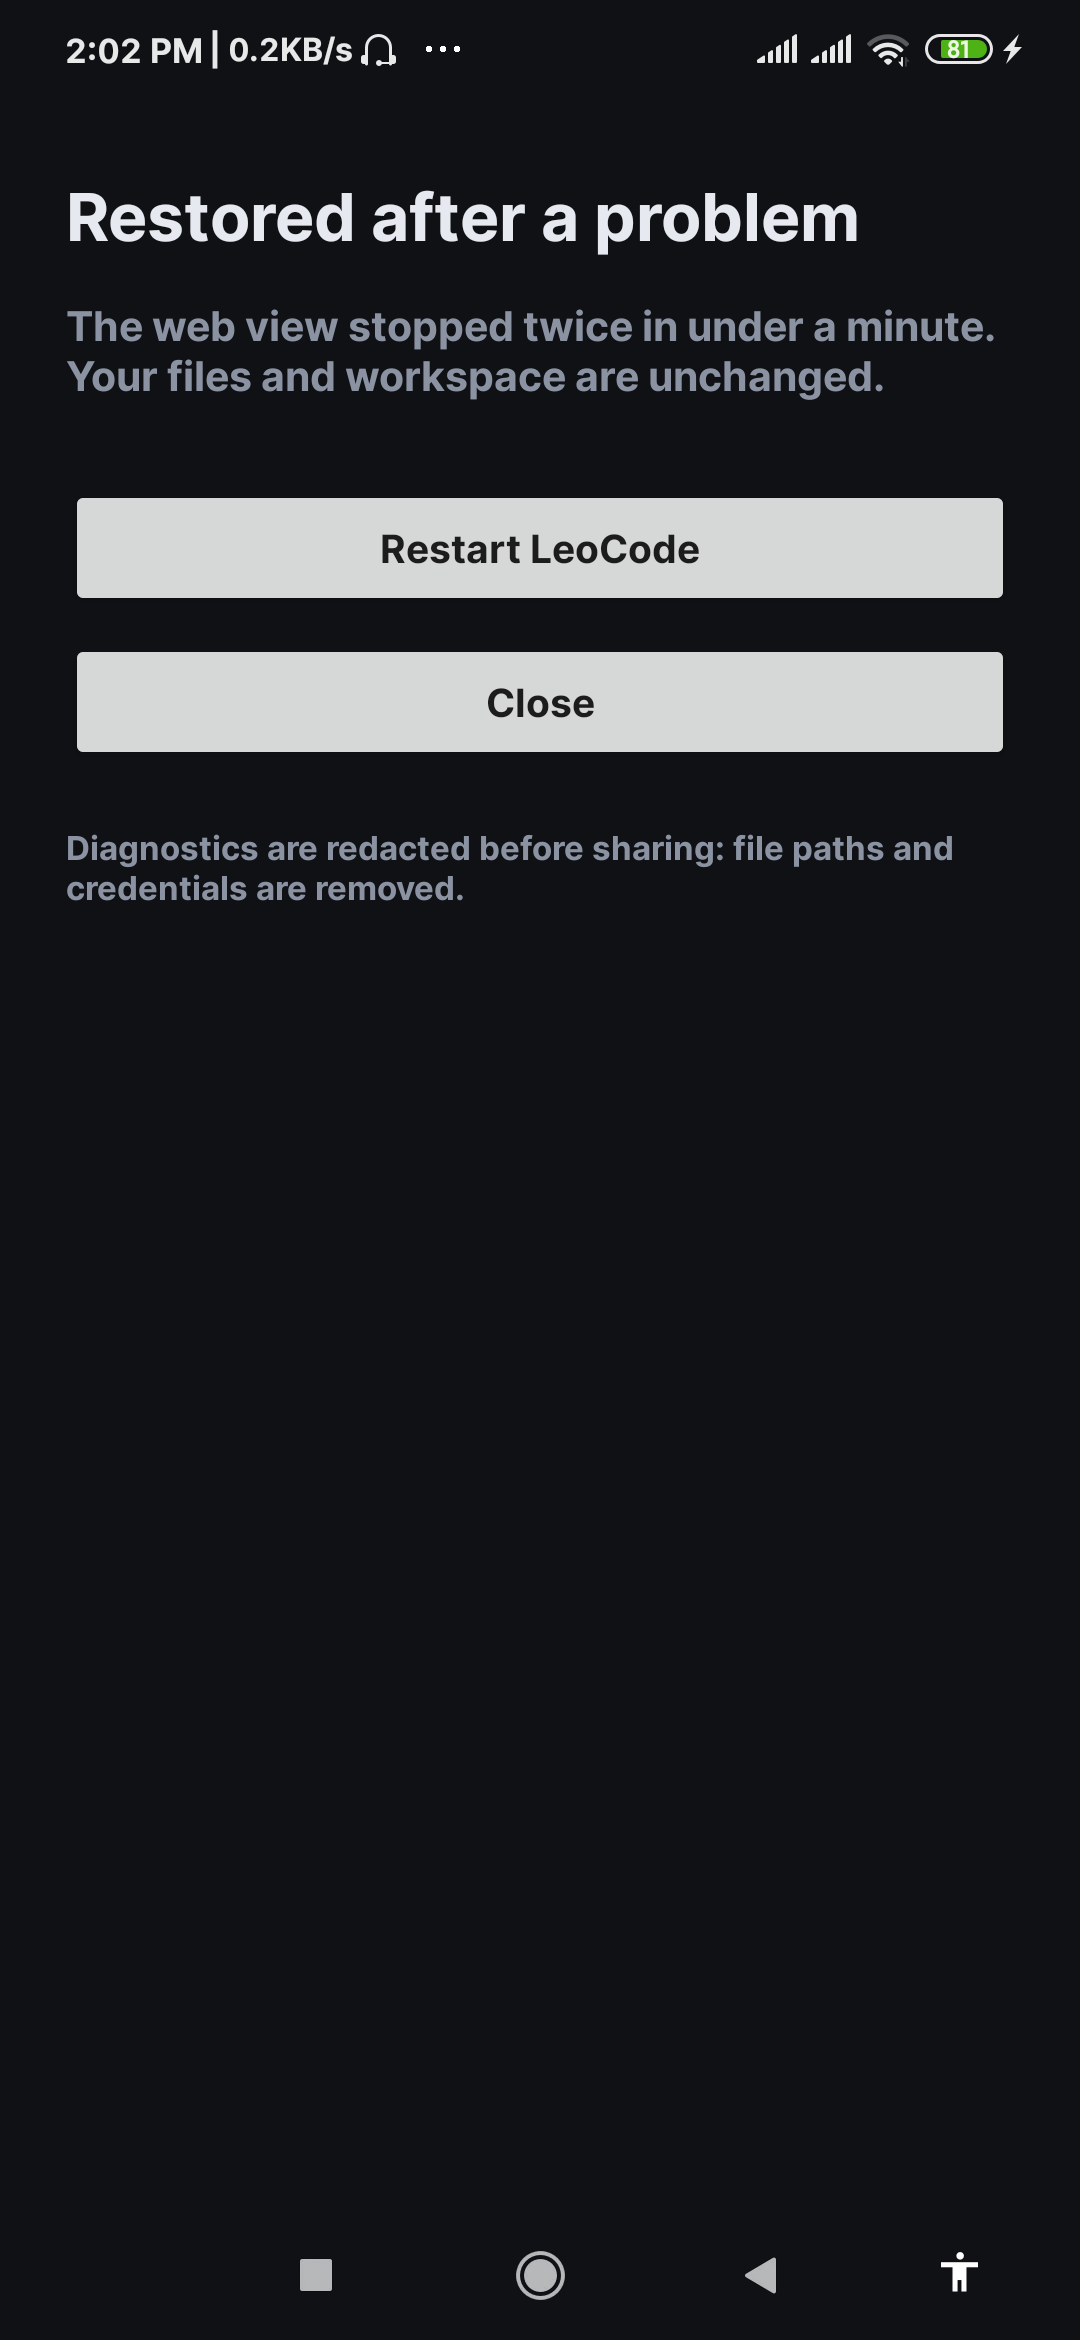 2:02 PM | 0.2KB/s
81
Restored after a problem
The web view stopped twice in under a minute.
Your files and workspace are unchanged.
Restart LeoCode
Close
Diagnostics are redacted before sharing: file paths and
credentials are removed.